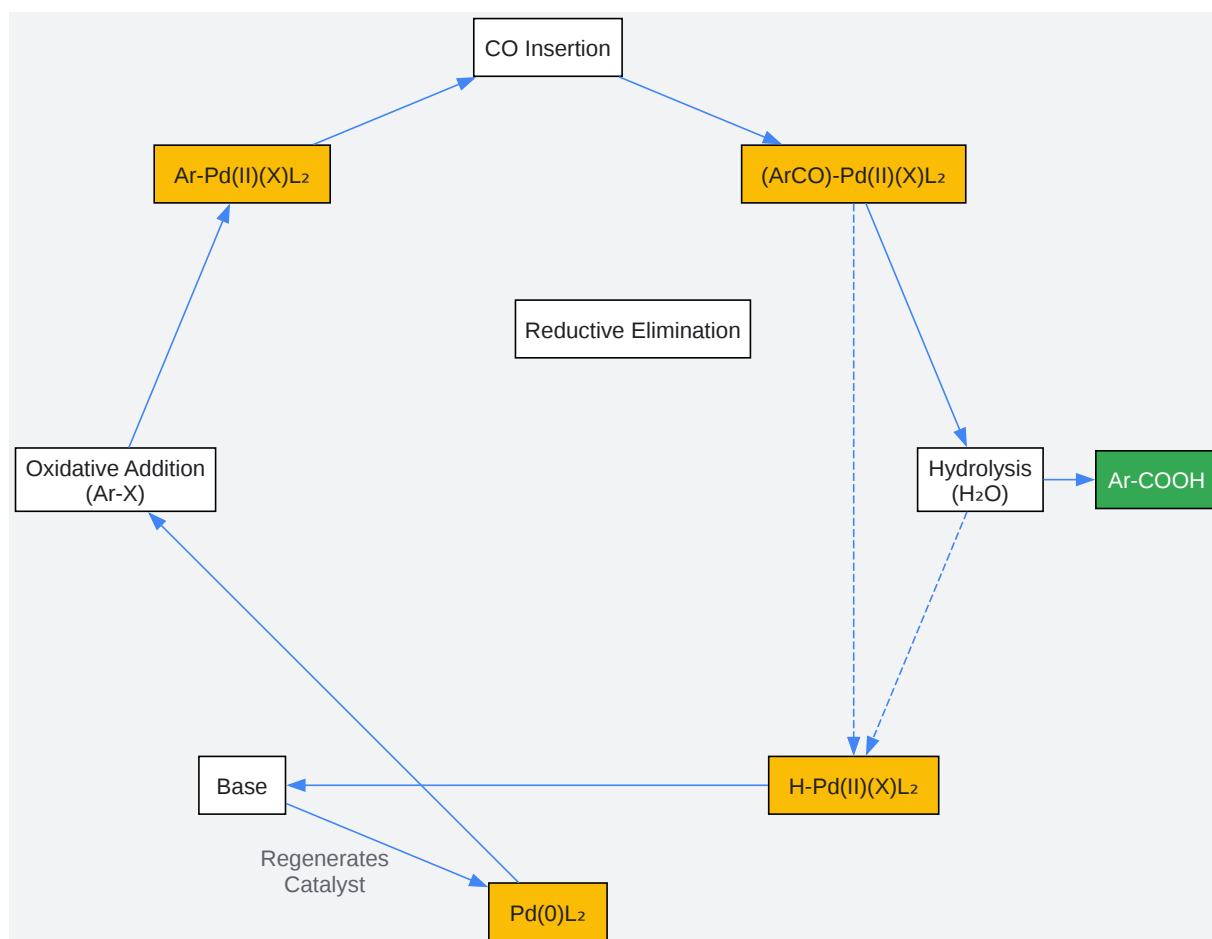 CO Insertion
Ar-Pd(II)(X)L₂
(ArCO)-Pd(II)(X)L₂
Reductive Elimination
Oxidative Addition
(Ar-X)
Hydrolysis
(H₂O)
Ar-COOH
Base
H-Pd(II)(X)L₂
Regenerates
Catalyst
Pd(0)L₂